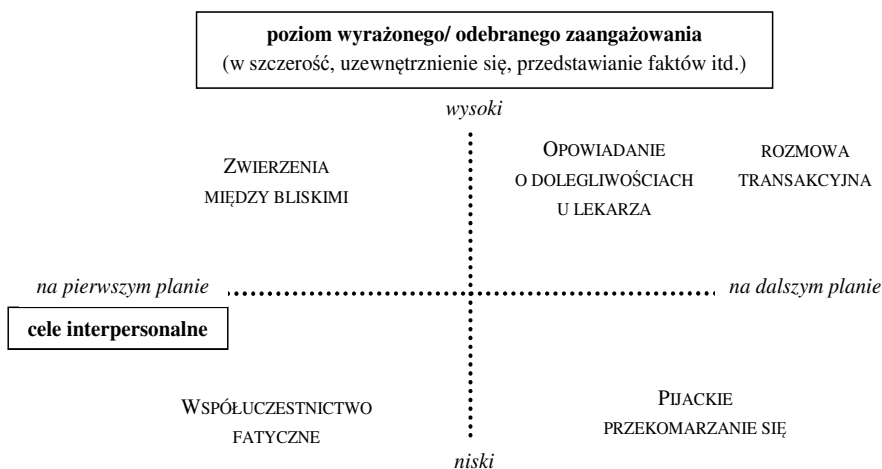 poziom wyrażonego/ odebranego zaangażowania
(w szczerość, uzewnętrznienie się, przedstawianie faktów itd.)
wysoki
ZWIERZENIA
MIĘDZY BLISKIMI
OPOWIADANIE
O DOLEGLIWOŚCIACH
U LEKARZA
ROZMOWA
TRANSAKCYJNA
na pierwszym planie
na dalszym planie
cele interpersonalne
WSPÓŁUCZESTNICTWO
FATYCZNE
PIJACKIE
PRZEKOMARZANIE SIĘ
niski